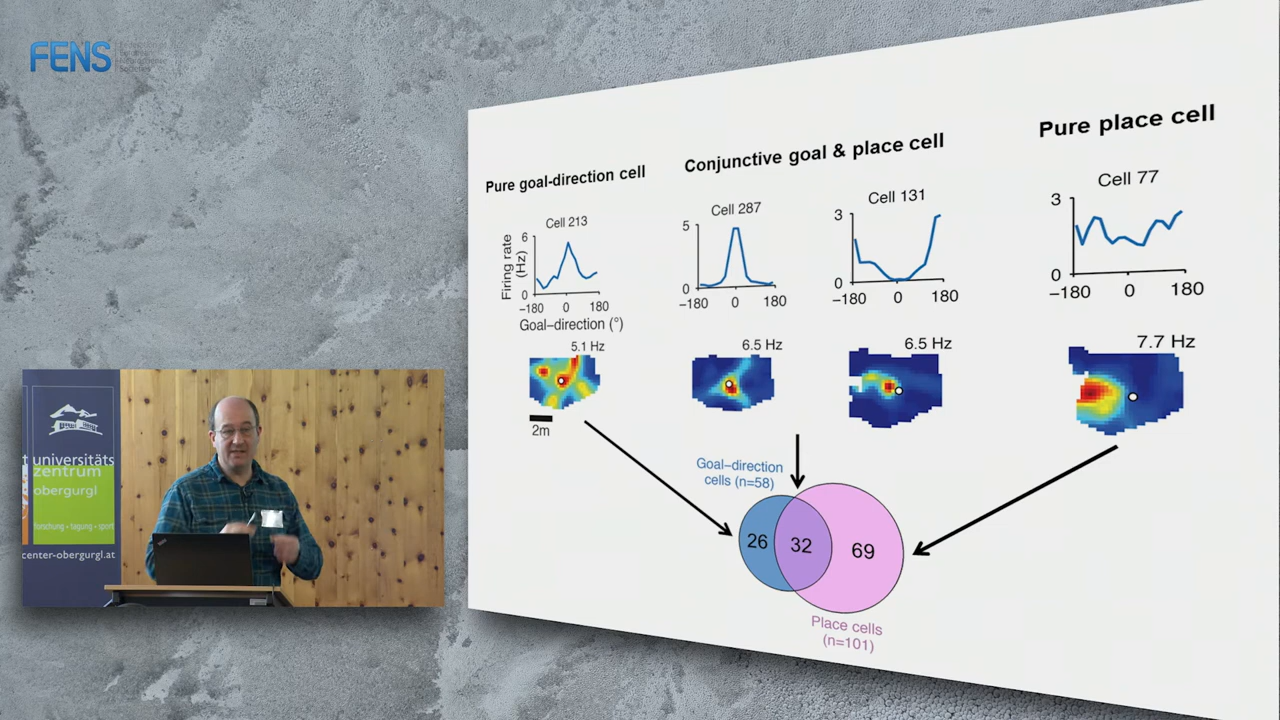 FENS
Pure goal-direction cell
Conjunctive goal & place cell
Pure place cell
Cell 213
Cell 287
Cell 131
Cell 77
Firing rate
(Hz)
6
0
−180 0 180
Goal–direction (°)
5
0
−180 0 180
3
0
−180 0 180
3
0
−180 0 180
5.1 Hz
6.5 Hz
6.5 Hz
7.7 Hz
2m
Goal–direction
cells (n=58)
26
32
69
Place cells
(n=101)
universitäts
zentrum
obergurgl
forschung • tagung • sport
center-obergurgl.at